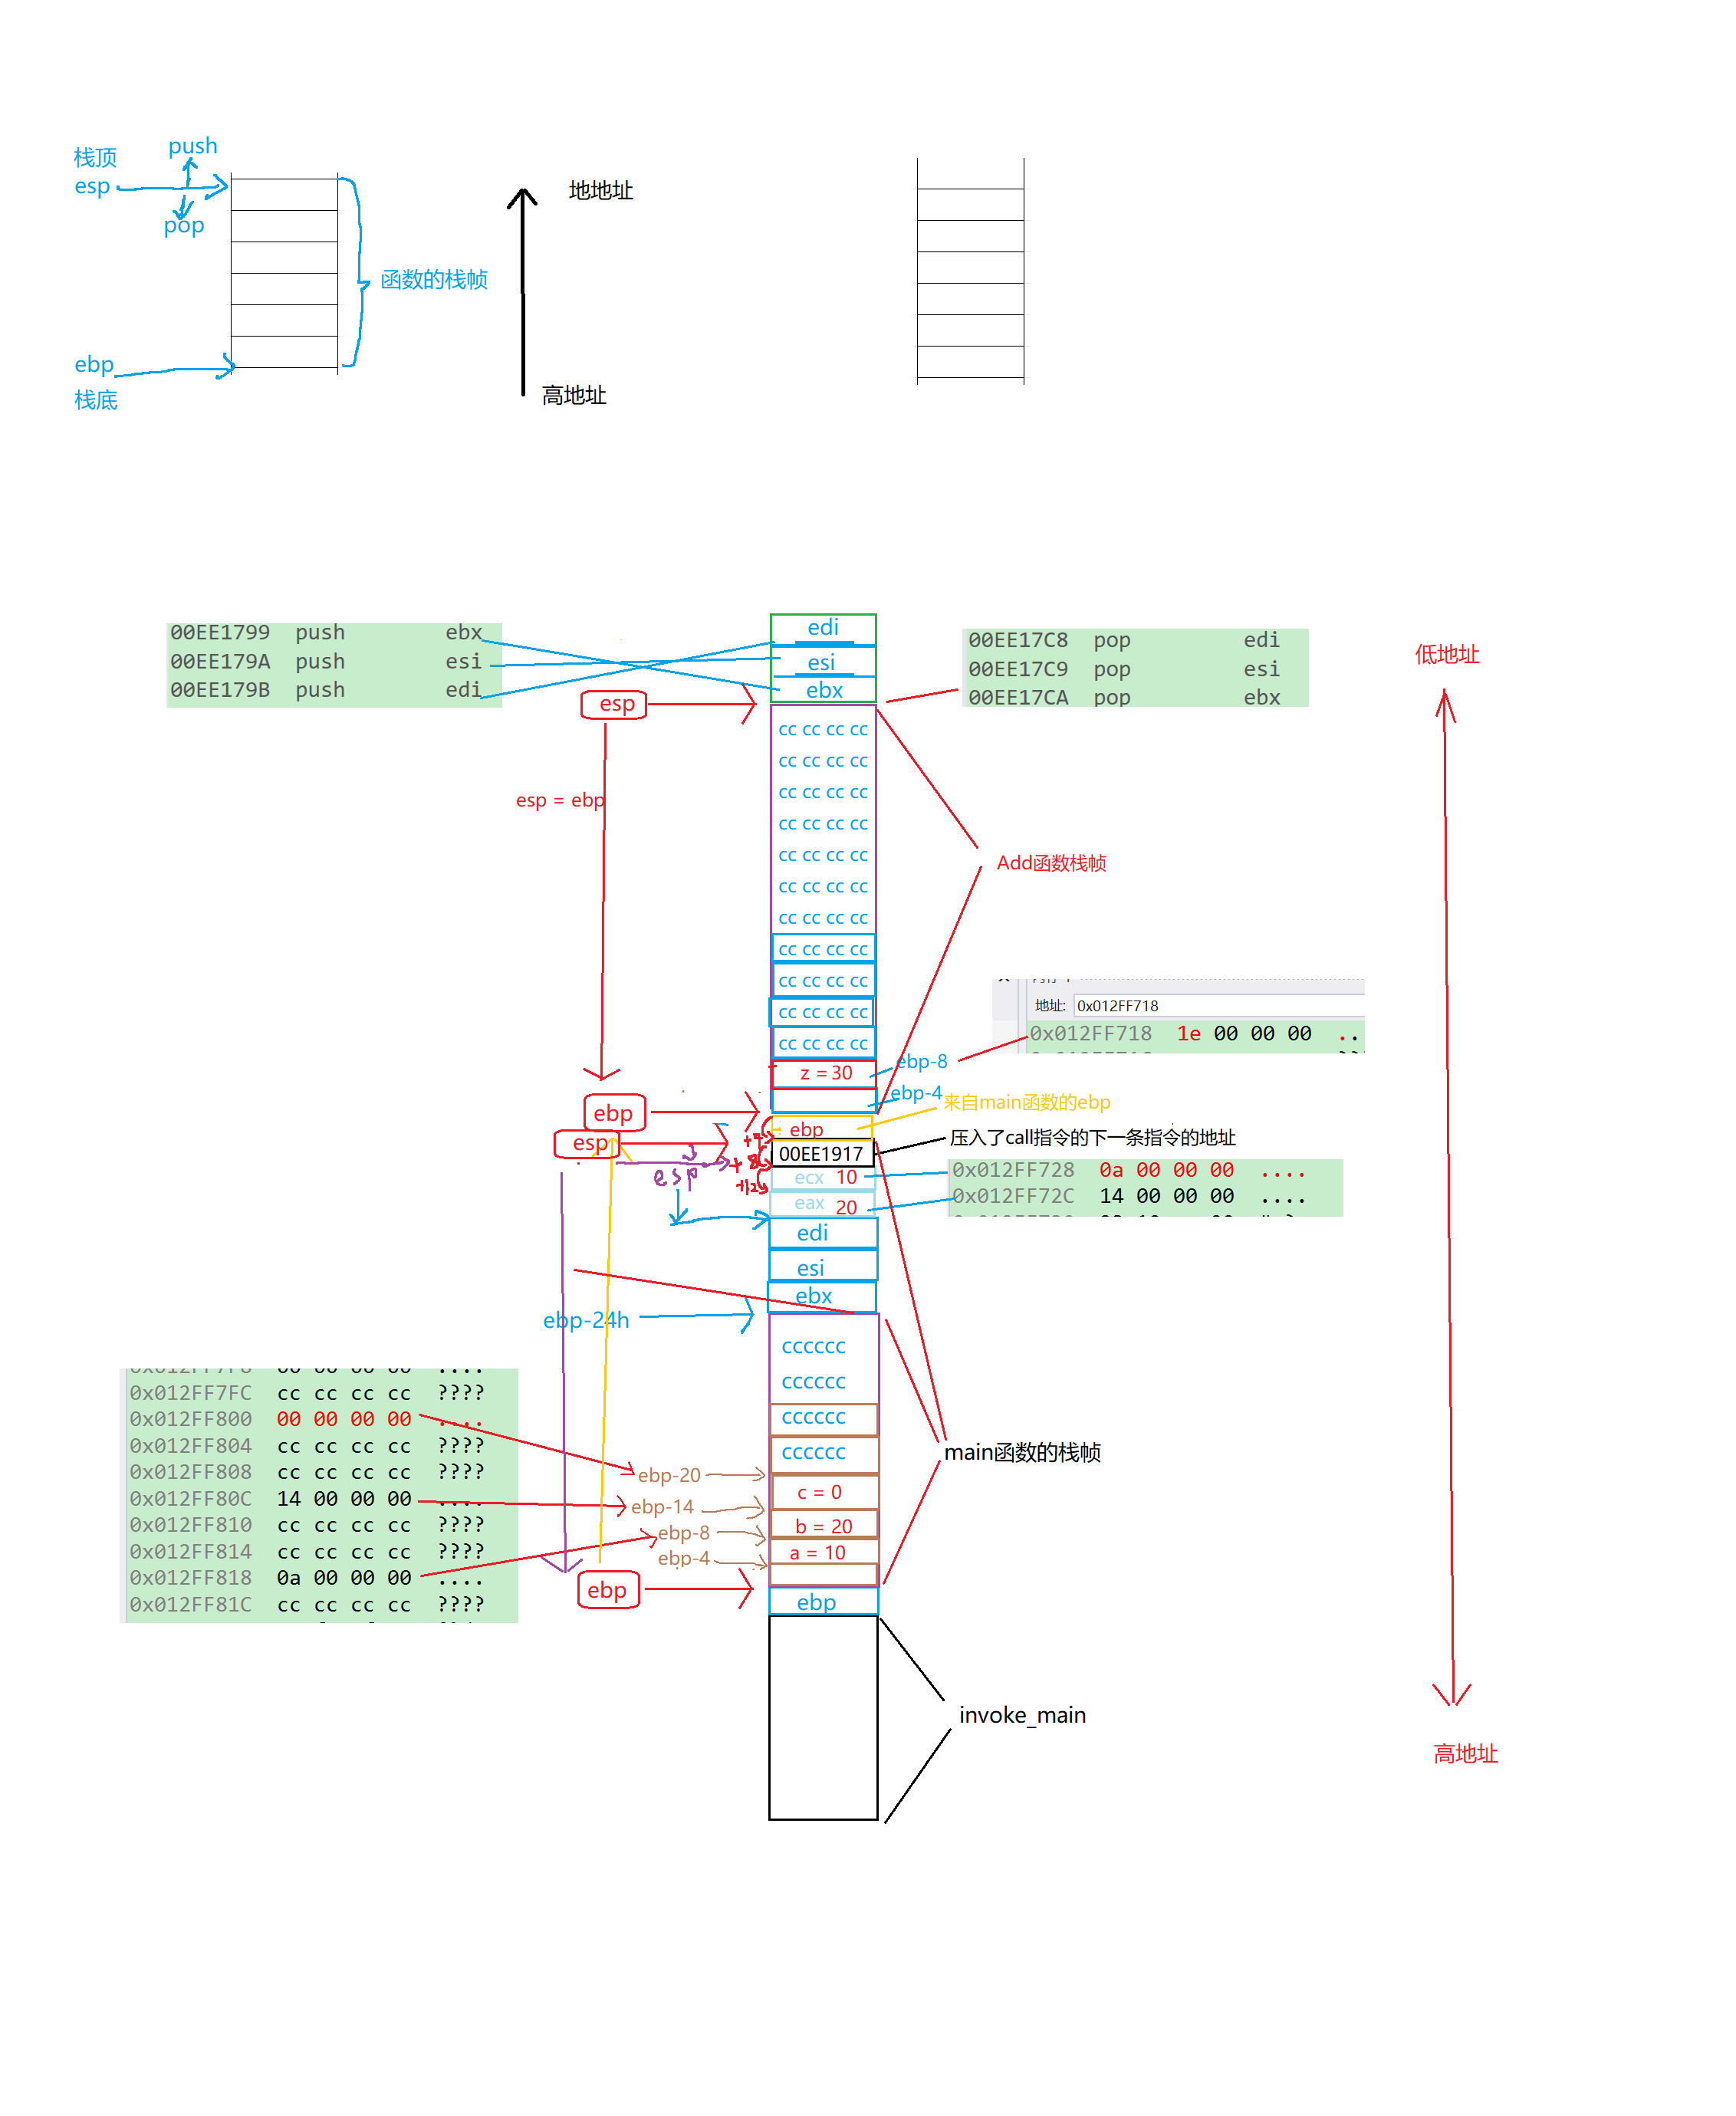 栈顶
push
esp
pop
函数的栈帧
ebp
栈底
地地址
高地址
00EE1799 push ebx
00EE179A push esi
00EE179B push edi
edi
esi
ebx
00EE17C8 pop edi
00EE17C9 pop esi
00EE17CA pop ebx
低地址
esp
cc cc cc cc
cc cc cc cc
cc cc cc cc
cc cc cc cc
cc cc cc cc
cc cc cc cc
cc cc cc cc
cc cc cc cc
cc cc cc cc
cc cc cc cc
cc cc cc cc
esp = ebp
Add函数栈帧
地址: 0x012FF718
0x012FF718 1e 00 00 00 ..
ebp-8
z = 30
ebp-4
ebp
来自main函数的ebp
ebp
esp
+4
00EE1917
压入了call指令的下一条指令的地址
esp
+8
ecx 10
0x012FF728 0a 00 00 00 ....
+12
eax 20
0x012FF72C 14 00 00 00 ....
edi
esi
ebx
ebp-24h
cccccc
cccccc
cccccc
cccccc
main函数的栈帧
0x012FF7F8 00 00 00 00 ....
0x012FF7FC cc cc cc cc ????
0x012FF800 00 00 00 00 ....
0x012FF804 cc cc cc cc ????
0x012FF808 cc cc cc cc ????
0x012FF80C 14 00 00 00 ....
0x012FF810 cc cc cc cc ????
0x012FF814 cc cc cc cc ????
0x012FF818 0a 00 00 00 ....
0x012FF81C cc cc cc cc ????
ebp-20
c = 0
ebp-14
b = 20
ebp-8
a = 10
ebp-4
ebp
ebp
invoke_main
高地址